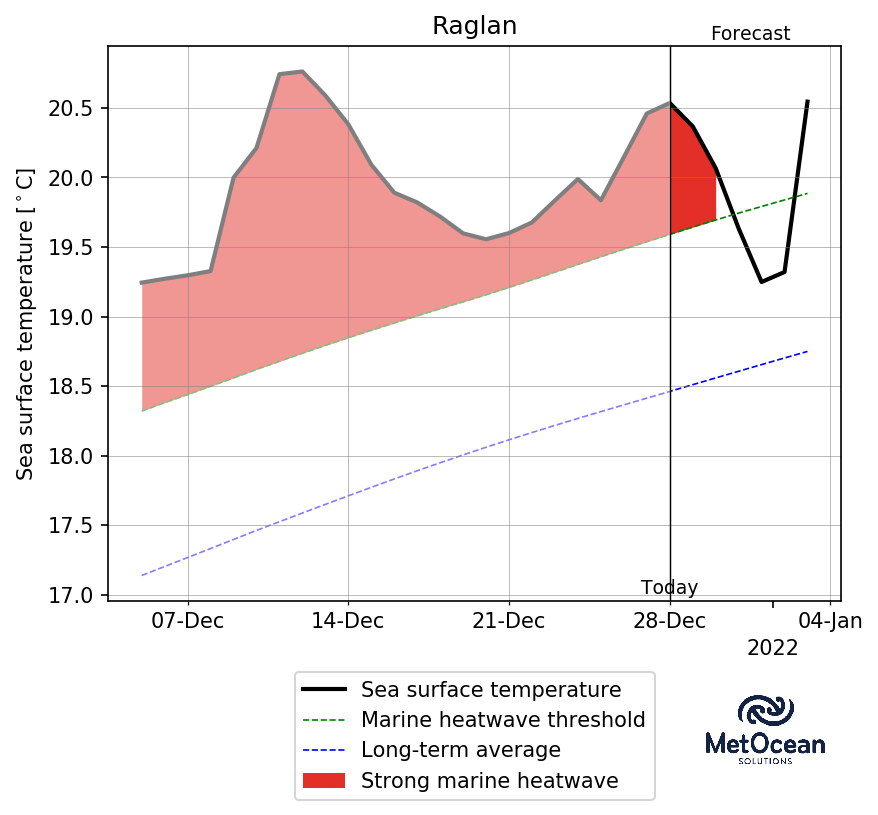 Raglan
Forecast
Sea surface temperature [°C]
20.5
20.0
19.5
19.0
18.5
18.0
17.5
17.0
Today
07-Dec 14-Dec 21-Dec 28-Dec 04-Jan
2022
Sea surface temperature
Marine heatwave threshold
Long-term average
Strong marine heatwave
MetOcean
SOLUTIONS